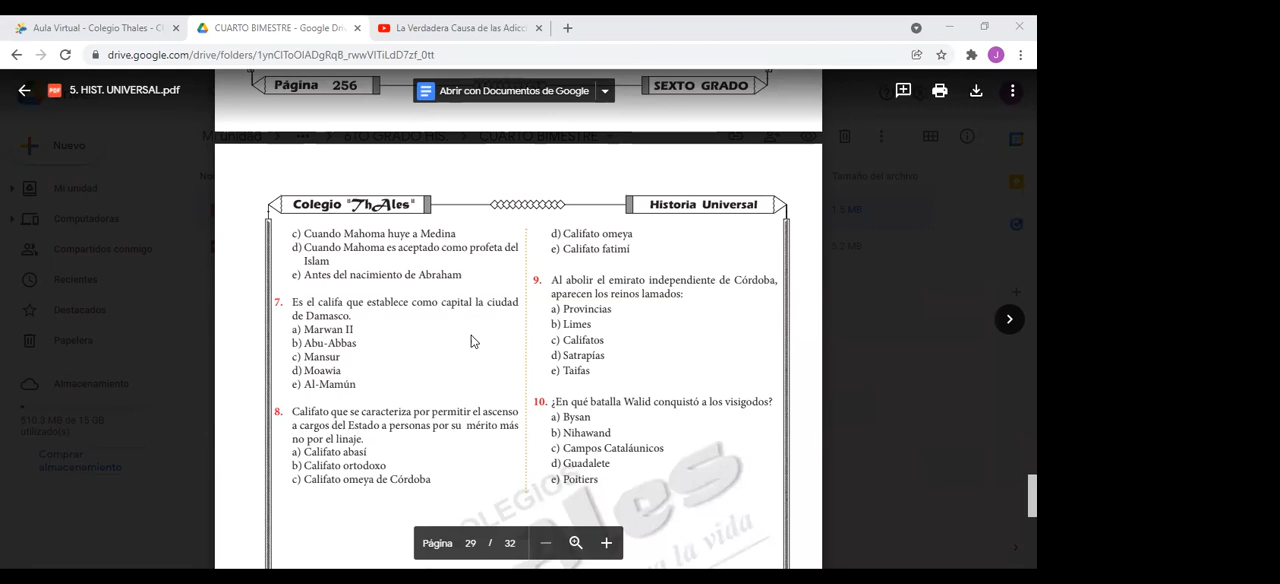 Aula Virtual - Colegio Thales - C
CUARTO BIMESTRE - Google Dri
La Verdadera Causa de las Adicc
drive.google.com/drive/folders/1ynCIToOIADgRqB_rwwVlTiLdD7zf_0tt
J
5. HIST. UNIVERSAL.pdf
Página 256
Abrir con Documentos de Google
SEXTO GRADO
Mi unidad
6TO GRADO HIS.
CUARTO BIMESTRE
Nuevo
Mi unidad
Computadoras
Compartidos conmigo
Recientes
Destacados
Papelera
Almacenamiento
510.3 MB de 15 GB
utilizado(s)
Comprar
almacenamiento
Tamaño del archivo
1.5 MB
Colegio "ThAles"
Historia Universal
c) Cuando Mahoma huye a Medina
d) Cuando Mahoma es aceptado como profeta del
Islam
e) Antes del nacimiento de Abraham
7. Es el califa que establece como capital la ciudad
de Damasco.
a) Marwan II
b) Abu-Abbas
c) Mansur
d) Moawia
e) Al-Mamún
8. Califato que se caracteriza por permitir el ascenso
a cargos del Estado a personas por su mérito más
no por el linaje.
a) Califato abasí
b) Califato ortodoxo
c) Califato omeya de Córdoba
d) Califato omeya
e) Califato fatimí
9. Al abolir el emirato independiente de Córdoba,
aparecen los reinos lamados:
a) Provincias
b) Limes
c) Califatos
d) Satrapías
e) Taifas
10. ¿En qué batalla Walid conquistó a los visigodos?
a) Bysan
b) Nihawand
c) Campos Cataláunicos
d) Guadalete
e) Poitiers
COLEGIOS
ales
a la vida
Página 29 / 32